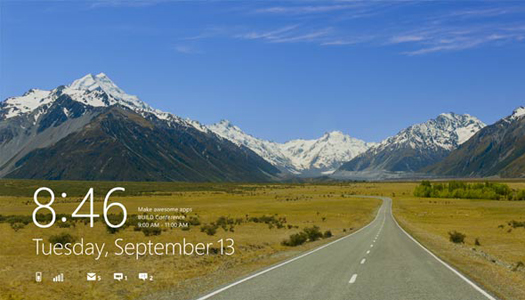 8:46
Make awesome apps
BUILD Conference
9:00 AM - 11:00 AM
Tuesday, September 13